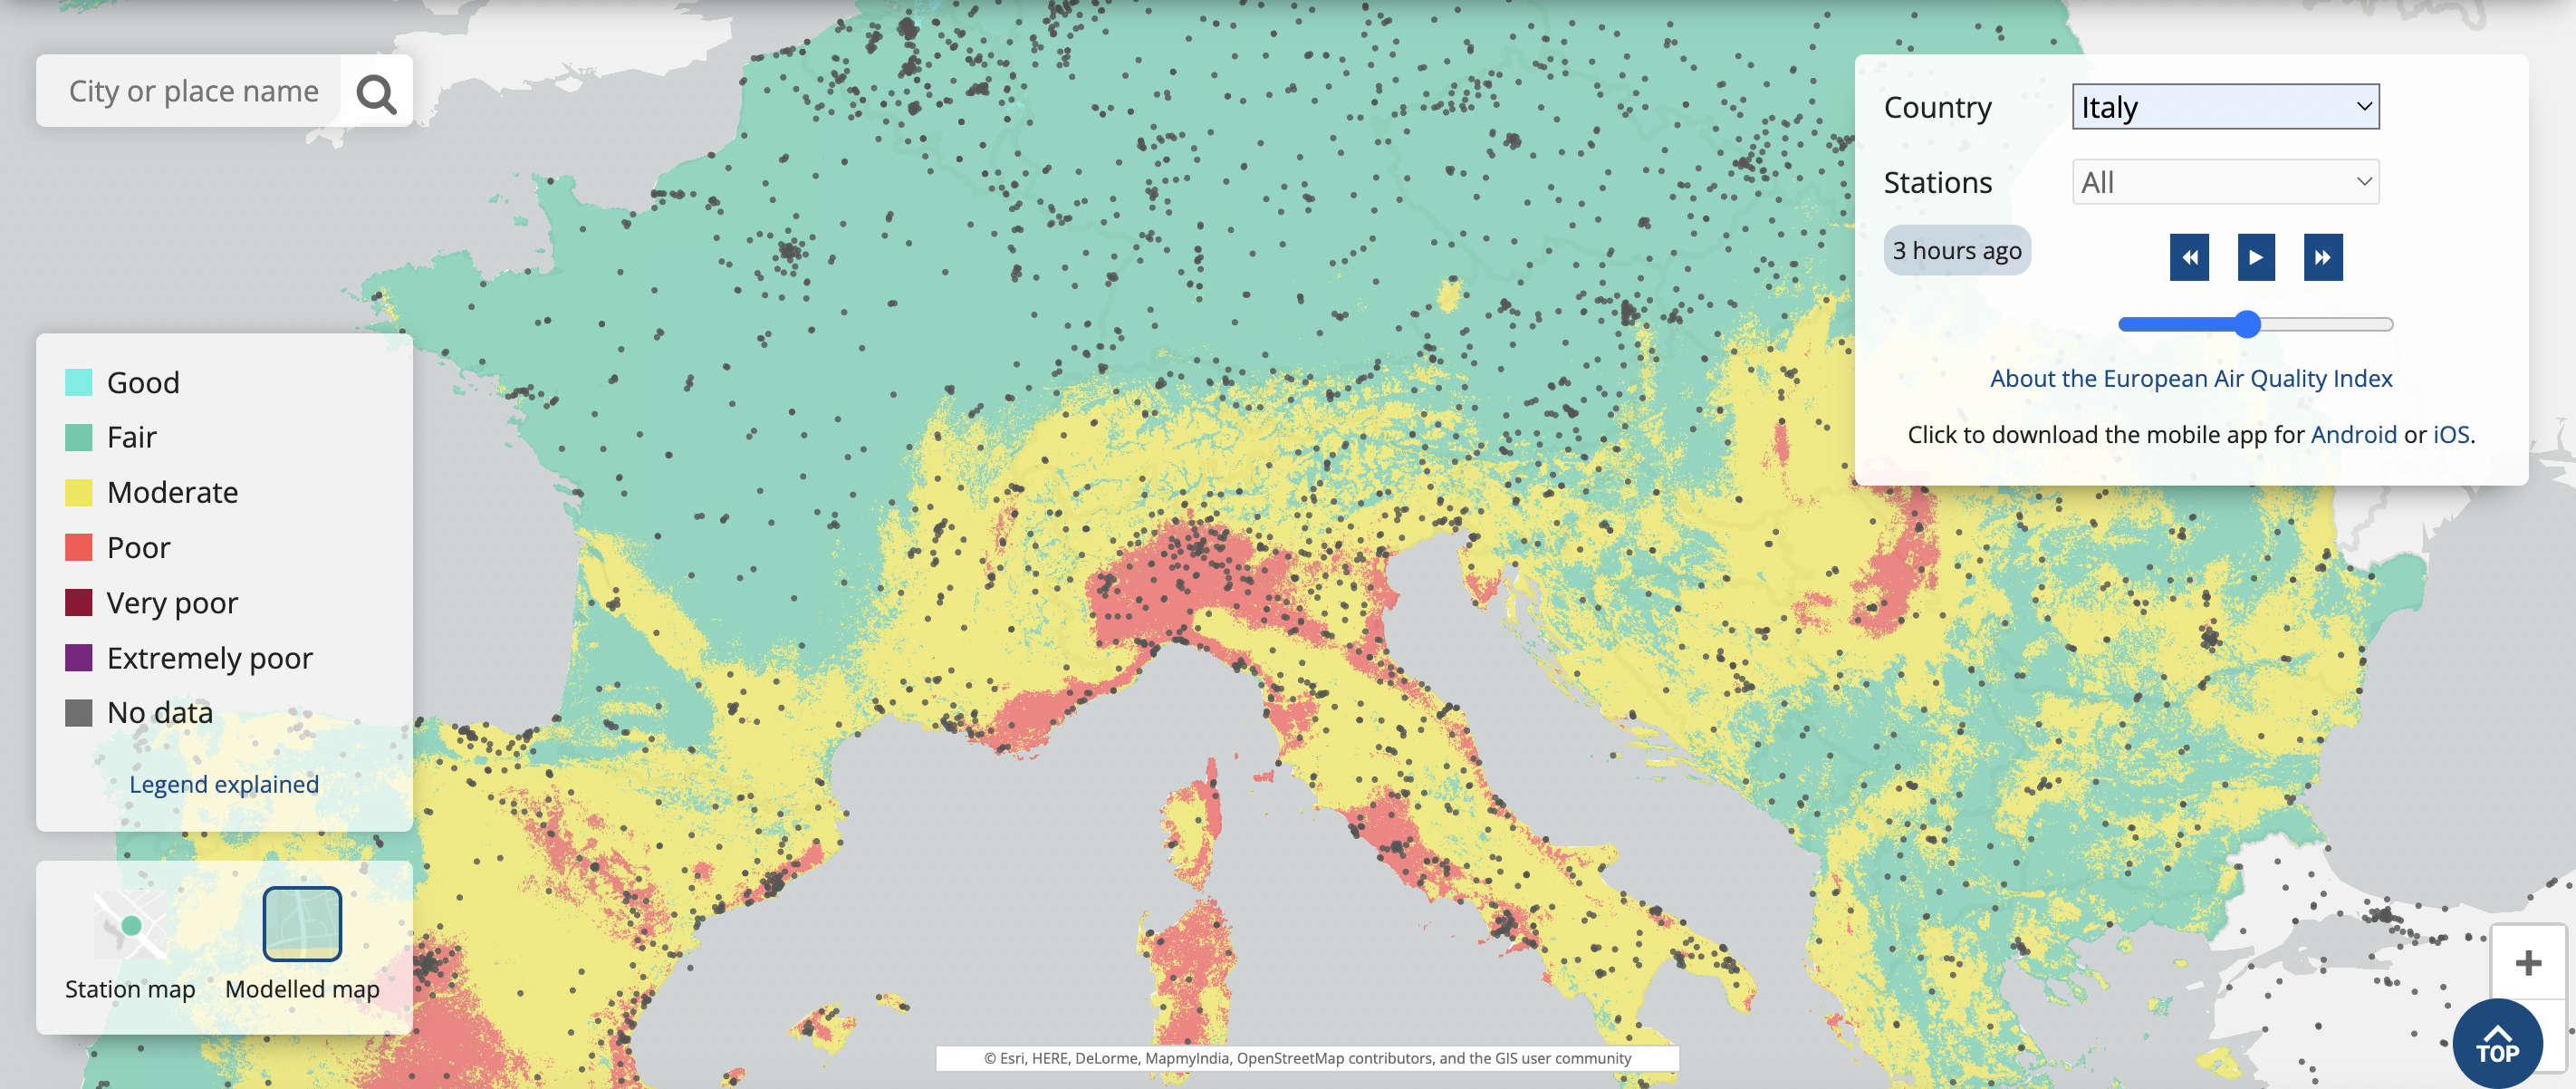 City or place name
Country
Italy
Stations
All
3 hours ago
About the European Air Quality Index
Click to download the mobile app for Android or iOS.
Good
Fair
Moderate
Poor
Very poor
Extremely poor
No data
Legend explained
Station map
Modelled map
© Esri, HERE, DeLorme, MapmyIndia, OpenStreetMap contributors, and the GIS user community
+
TOP